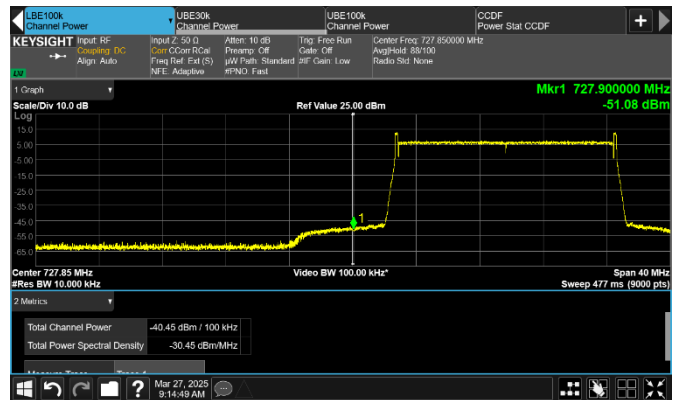 LBE100k
Channel Power
UBE30k
Channel Power
UBE100k
Channel Power
CCDF
Power Stat CCDF
KEYSIGHT
Input: RF
Coupling: DC
Align: Auto
Input Z: 50 Ω
Corr CCorr RCal
Freq Ref: Ext (S)
NFE: Adaptive
Atten: 10 dB
Preamp: Off
µW Path: Standard
#PNO: Fast
Trig: Free Run
Gate: Off
#IF Gain: Low
Center Freq: 727.850000 MHz
Avg|Hold: 88/100
Radio Std: None
LXI
1 Graph
Mkr1 727.900000 MHz
-51.08 dBm
Scale/Div 10.0 dB
Ref Value 25.00 dBm
Log
15.0
5.00
-5.00
-15.0
-25.0
-35.0
-45.0
-55.0
-65.0
1
Center 727.85 MHz
#Res BW 10.000 kHz
Video BW 100.00 kHz*
Span 40 MHz
Sweep 477 ms (9000 pts)
2 Metrics
Total Channel Power -40.45 dBm / 100 kHz
Total Power Spectral Density -30.45 dBm/MHz
Mar 27, 2025
9:14:49 AM